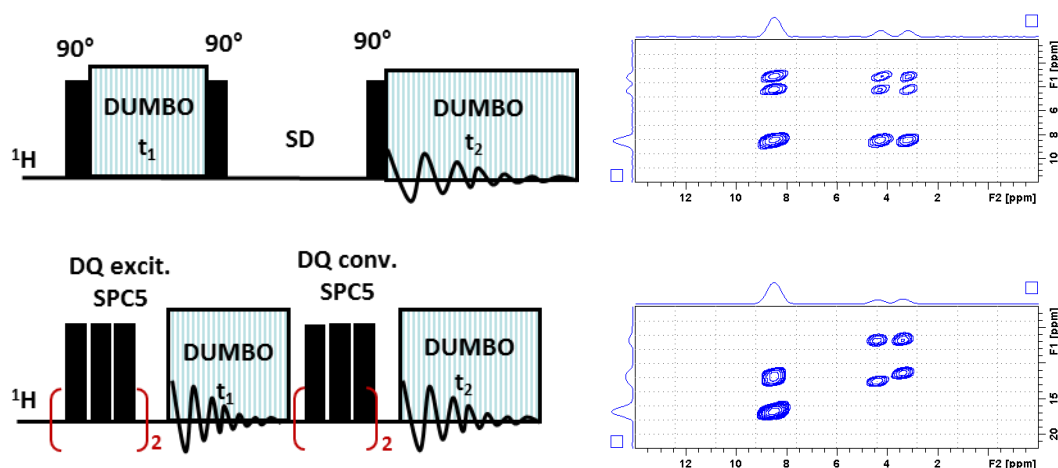 90° 90° 90°
DUMBO DUMBO
t1 SD t2
¹H
F1 [ppm]
6
8
10
12 10 8 6 4 2 F2 [ppm]
DQ excit. DQ conv.
SPC5 SPC5
DUMBO DUMBO
t1 t2
¹H
2 2
F1 [ppm]
15
20
12 10 8 6 4 2 F2 [ppm]